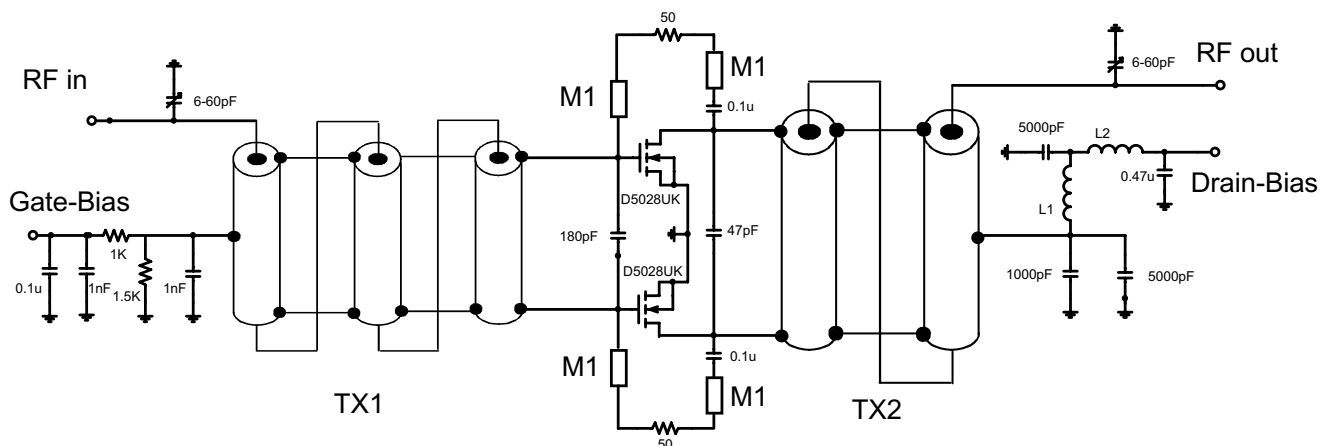 50
RF in
6-60pF
M1
M1
0.1u
6-60pF
RF out
5000pF
L2
0.47u
Drain-Bias
D5028UK
L1
Gate-Bias
1K
0.1u
1nF
1.5K
1nF
180pF
47pF
D5028UK
1000pF
5000pF
M1
0.1u
M1
TX1
TX2
50